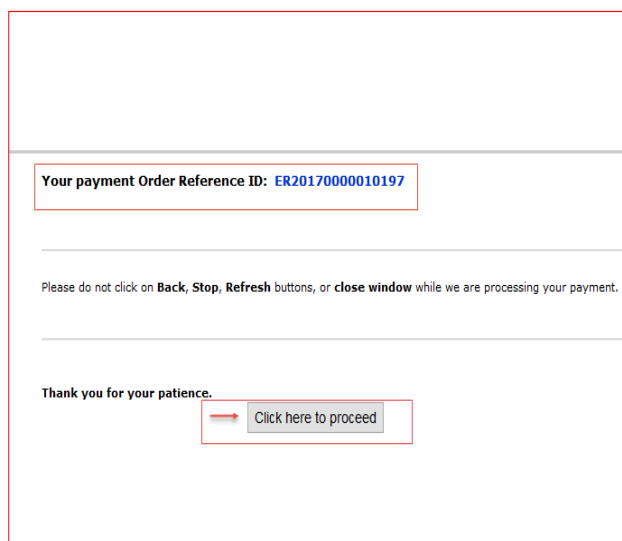 Your payment Order Reference ID: ER20170000010197
Please do not click on Back, Stop, Refresh buttons, or close window while we are processing your payment.
Thank you for your patience.
Click here to proceed